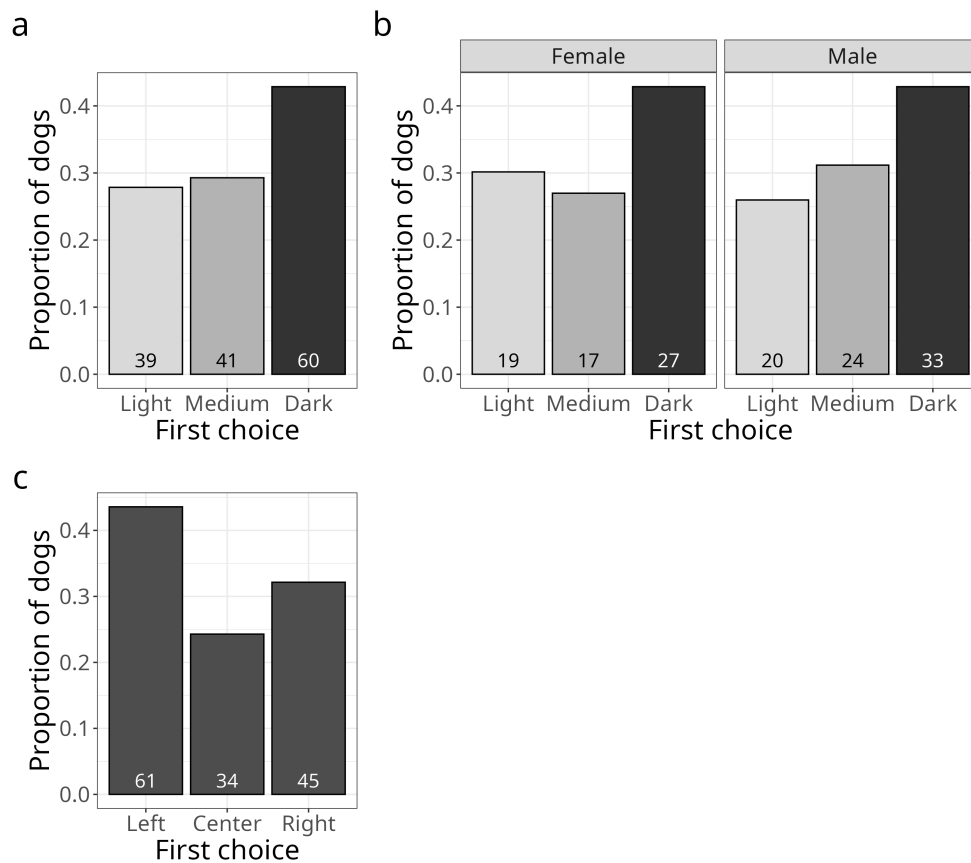 a
Proportion of dogs
0.4
0.3
0.2
0.1
0.0
39 41 60
Light Medium Dark
First choice
b
Female Male
Proportion of dogs
0.4
0.3
0.2
0.1
0.0
19 17 27 20 24 33
Light Medium Dark Light Medium Dark
First choice
c
Proportion of dogs
0.4
0.3
0.2
0.1
0.0
61 34 45
Left Center Right
First choice